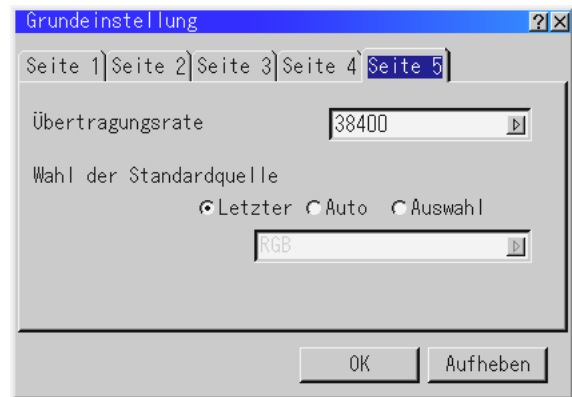 Grundeinstellung
Seite 1 Seite 2 Seite 3 Seite 4 Seite 5
Übertragungsrate 38400
Wahl der Standardquelle
Letzter Auto Auswahl
RGB
OK Aufheben